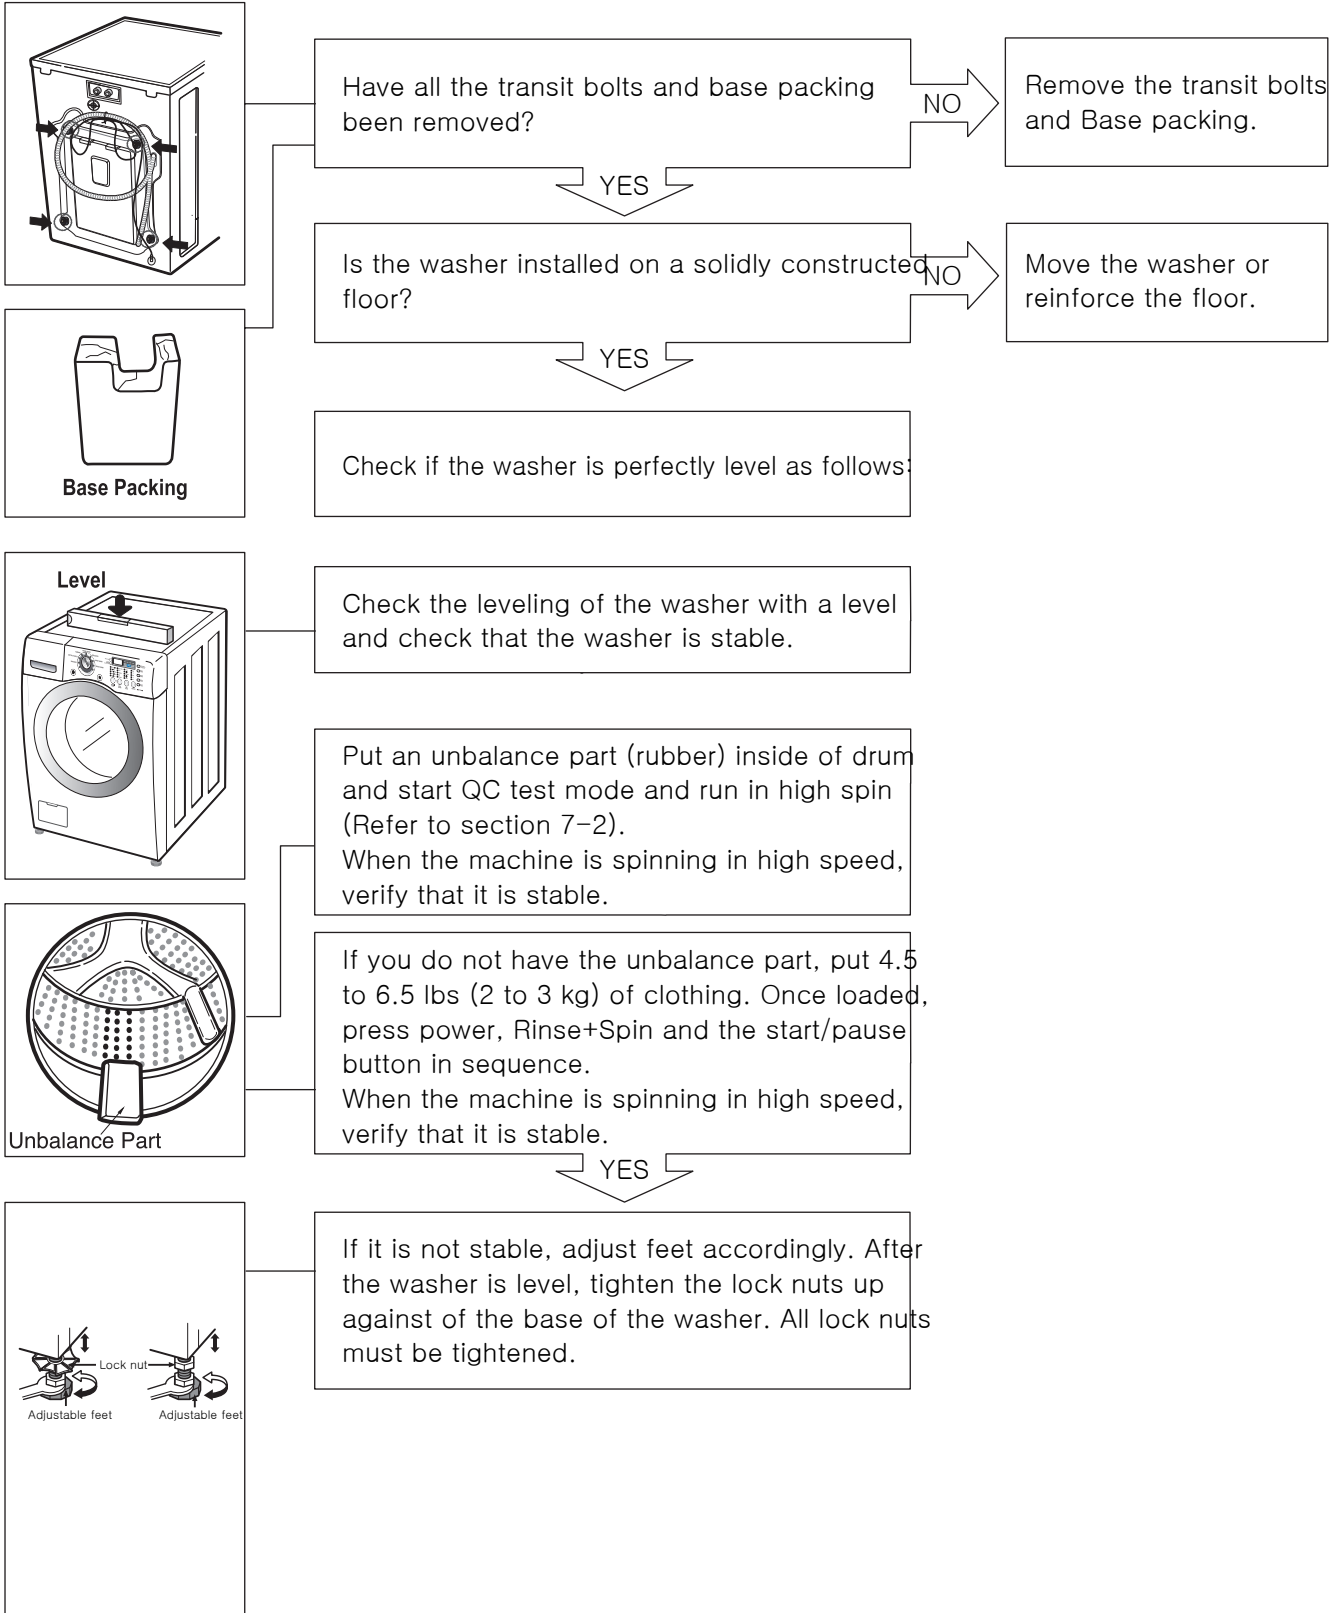 Have all the transit bolts and base packing
been removed?
NO
Remove the transit bolts
and Base packing.
YES
Is the washer installed on a solidly constructed
floor?
NO
Move the washer or
reinforce the floor.
YES
Base Packing
Check if the washer is perfectly level as follows:
Level
Check the leveling of the washer with a level
and check that the washer is stable.
Put an unbalance part (rubber) inside of drum
and start QC test mode and run in high spin
(Refer to section 7-2).
When the machine is spinning in high speed,
verify that it is stable.
Unbalance Part
If you do not have the unbalance part, put 4.5
to 6.5 lbs (2 to 3 kg) of clothing. Once loaded,
press power, Rinse+Spin and the start/pause
button in sequence.
When the machine is spinning in high speed,
verify that it is stable.
YES
If it is not stable, adjust feet accordingly. After
the washer is level, tighten the lock nuts up
against of the base of the washer. All lock nuts
must be tightened.
Lock nut
Adjustable feet
Adjustable feet